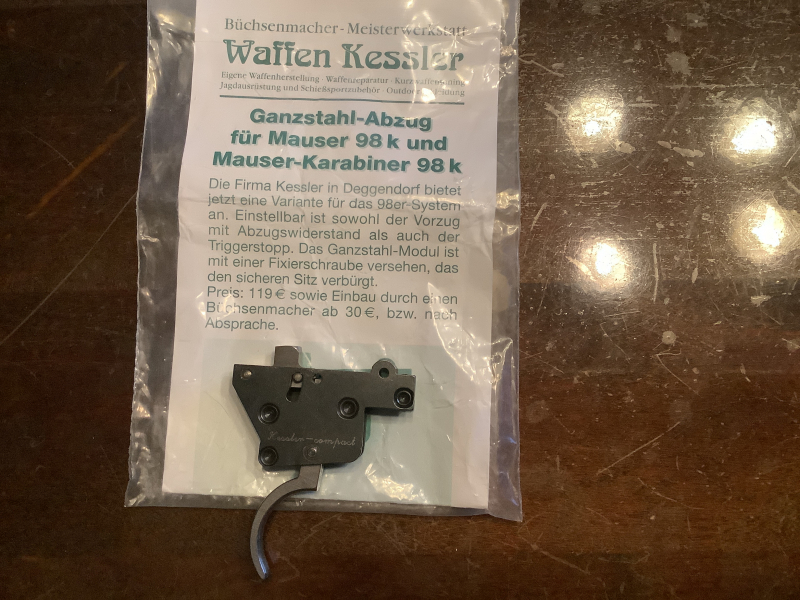 Büchsenmacher-Meisterwerkstatt
Waffen Kessler
Eigene Waffenherstellung · Waffenreparatur ·
Jagdausrüstung und Schießsportzubehör ·
Ganzstahl-Abzug
für Mauser 98 k und
Mauser-Karabiner 98 k
Die Firma Kessler in Deggendorf bietet
jetzt eine Variante für das 98er-System
an. Einstellbar ist sowohl der Vorzug
mit Abzugswiderstand als auch der
Triggerstopp. Das Ganzstahl-Modul ist
mit einer Fixierschraube versehen, das
den sicheren Sitz verbürgt.
Preis: 119 € sowie Einbau durch einen
Büchsenmacher ab 30 €, bzw. nach
Absprache.
Kessler-compact